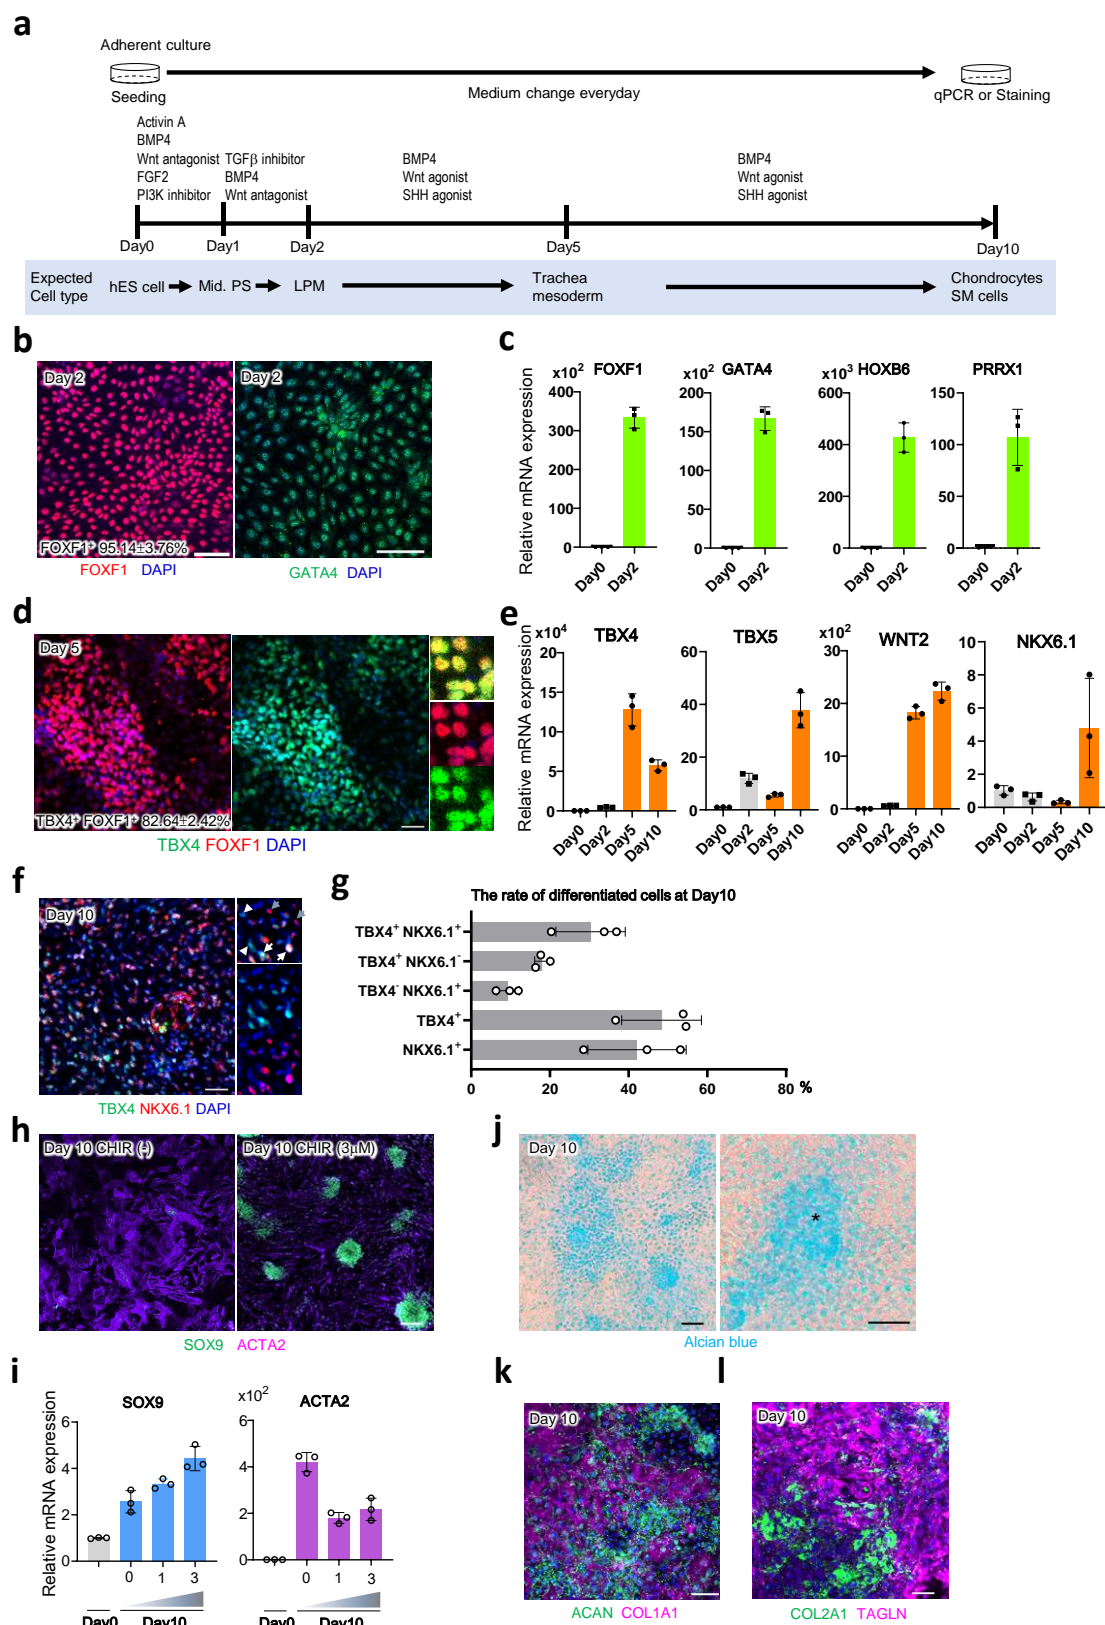 a
Adherent culture
Seeding
Medium change everyday
qPCR or Staining
Activin A
BMP4
Wnt antagonist
FGF2
PI3K inhibitor
TGFβ inhibitor
BMP4
Wnt antagonist
BMP4
Wnt agonist
SHH agonist
BMP4
Wnt agonist
SHH agonist
Day0
Day1
Day2
Day5
Day10
Expected
Cell type
hES cell
Mid. PS
LPM
Trachea
mesoderm
Chondrocytes
SM cells
b
Day 2
FOXF1⁺ 95.14±3.76%
FOXF1 DAPI
Day 2
GATA4 DAPI
c
Relative mRNA expression
x10² FOXF1
400
300
200
100
0
Day0
Day2
x10² GATA4
200
150
100
50
0
Day0
Day2
x10³ HOXB6
600
400
200
0
Day0
Day2
PRRX1
150
100
50
0
Day0
Day2
d
Day 5
TBX4⁺ FOXF1⁺ 82.64±2.42%
TBX4 FOXF1 DAPI
e
Relative mRNA expression
x10⁴ TBX4
20
15
10
5
0
Day0
Day2
Day5
Day10
TBX5
60
40
20
0
Day0
Day2
Day5
Day10
x10² WNT2
300
200
100
0
Day0
Day2
Day5
Day10
NKX6.1
10
8
6
4
2
0
Day0
Day2
Day5
Day10
f
Day 10
TBX4 NKX6.1 DAPI
g
The rate of differentiated cells at Day10
TBX4⁺ NKX6.1⁺
TBX4⁺ NKX6.1⁻
TBX4⁻ NKX6.1⁺
TBX4⁺
NKX6.1⁺
0 20 40 60 80 %
h
Day 10 CHIR (-)
Day 10 CHIR (3μM)
SOX9 ACTA2
j
Day 10
*
Alcian blue
i
Relative mRNA expression
SOX9
6
4
2
0
0 1 3
Day0 Day10
x10² ACTA2
6
4
2
0
0 1 3
Day0 Day10
k
Day 10
ACAN COL1A1
l
Day 10
COL2A1 TAGLN